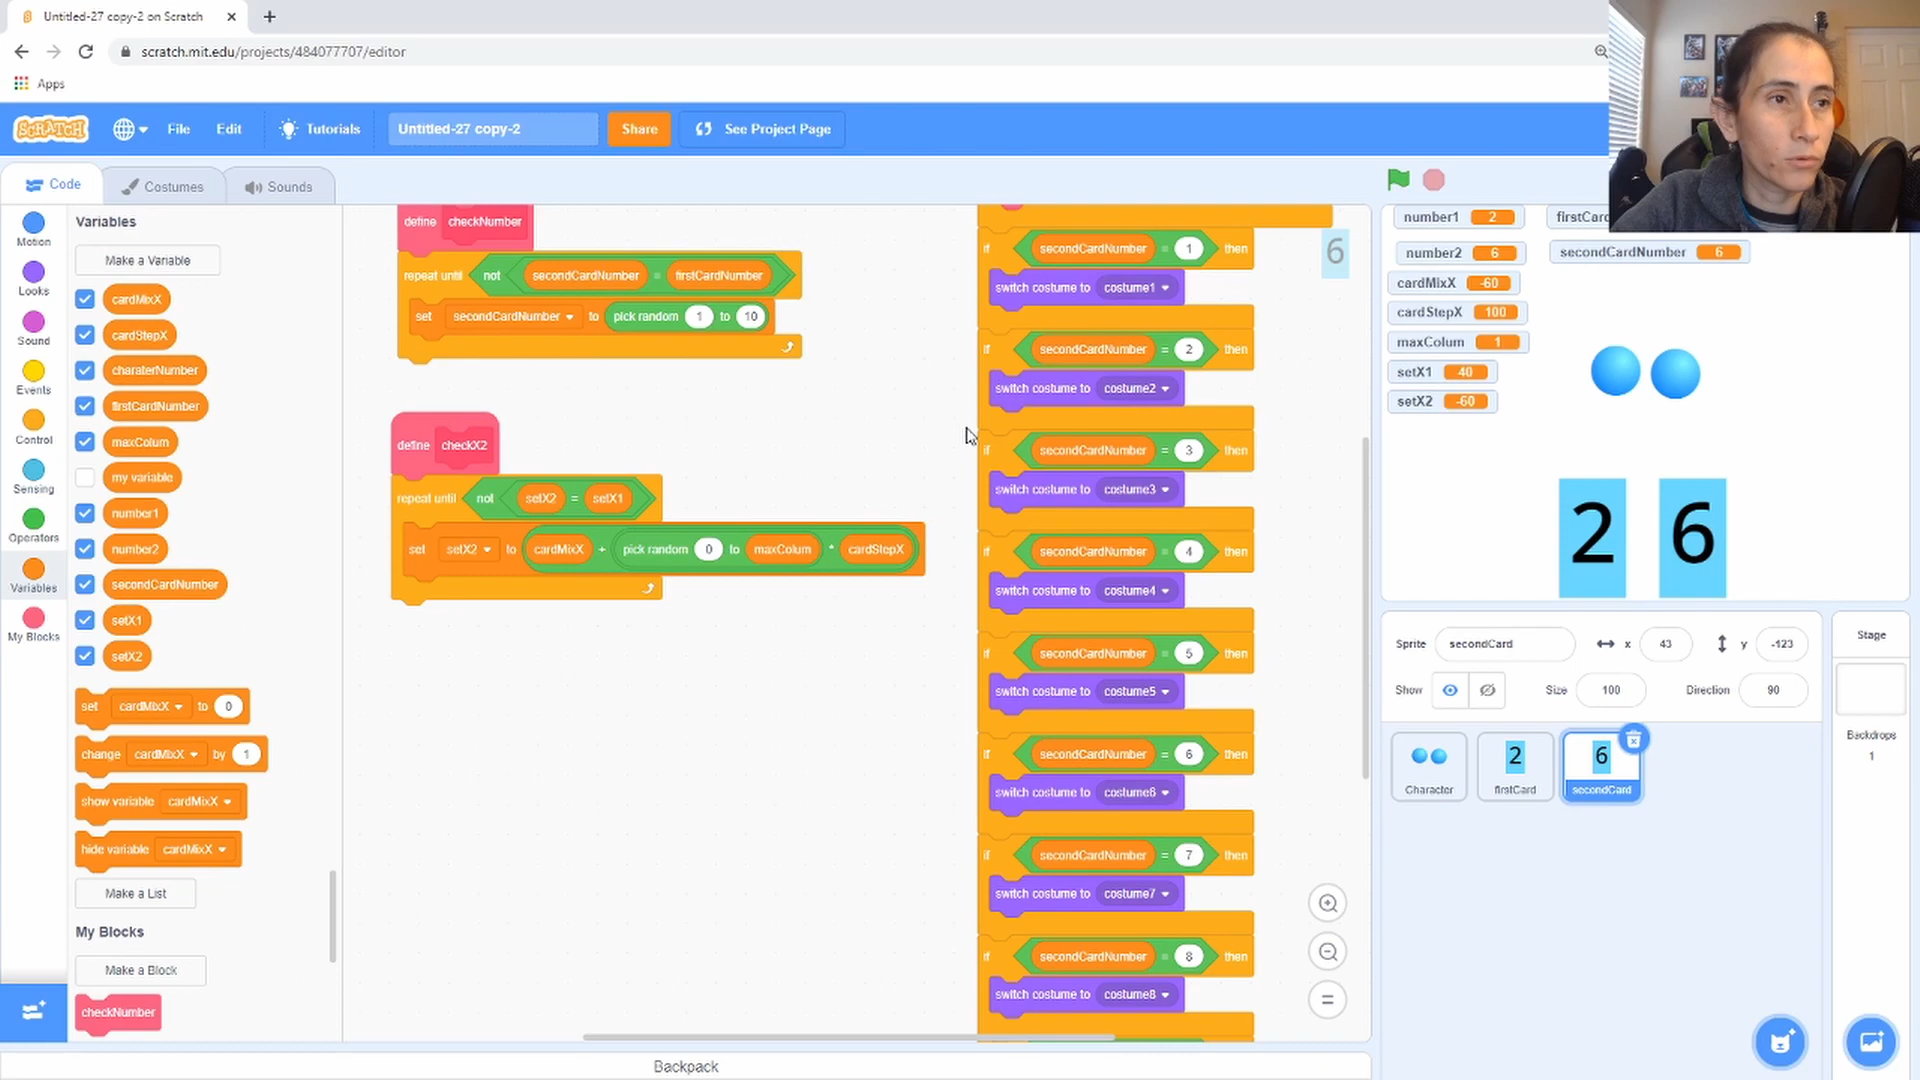 Untitled-27 copy-2 on Scratch
scratch.mit.edu/projects/484077707/editor
Apps
SCRATCH
File
Edit
Tutorials
Untitled-27 copy-2
Share
See Project Page
Code
Costumes
Sounds
Motion
Looks
Sound
Events
Control
Sensing
Operators
Variables
My Blocks
Variables
Make a Variable
cardMixX
cardStepX
charaterNumber
firstCardNumber
maxColum
my variable
number1
number2
secondCardNumber
setX1
setX2
set cardMixX to 0
change cardMixX by 1
show variable cardMixX
hide variable cardMixX
Make a List
My Blocks
Make a Block
checkNumber
define checkNumber
repeat until not secondCardNumber = firstCardNumber
set secondCardNumber to pick random 1 to 10
define checkX2
repeat until not setX2 = setX1
set setX2 to cardMixX + pick random 0 to maxColum * cardStepX
if secondCardNumber = 1 then
switch costume to costume1
if secondCardNumber = 2 then
switch costume to costume2
if secondCardNumber = 3 then
switch costume to costume3
if secondCardNumber = 4 then
switch costume to costume4
if secondCardNumber = 5 then
switch costume to costume5
if secondCardNumber = 6 then
switch costume to costume6
if secondCardNumber = 7 then
switch costume to costume7
if secondCardNumber = 8 then
switch costume to costume8
6
number1 2
number2 6
secondCardNumber 6
cardMixX -60
cardStepX 100
maxColum 1
setX1 40
setX2 -60
2 6
Sprite secondCard x 43 y -123
Show Size 100 Direction 90
2
6
Character
firstCard
secondCard
Stage
Backdrops
1
Backpack